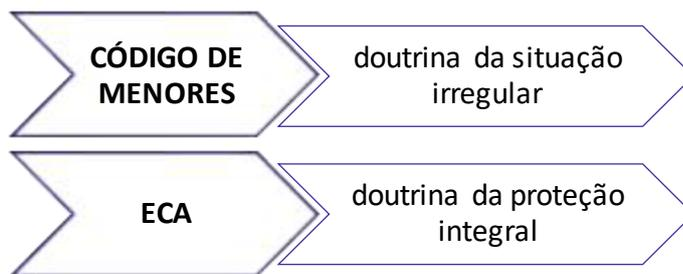 CÓDIGO DE
MENORES
doutrina da situação
irregular
ECA
doutrina da proteção
integral